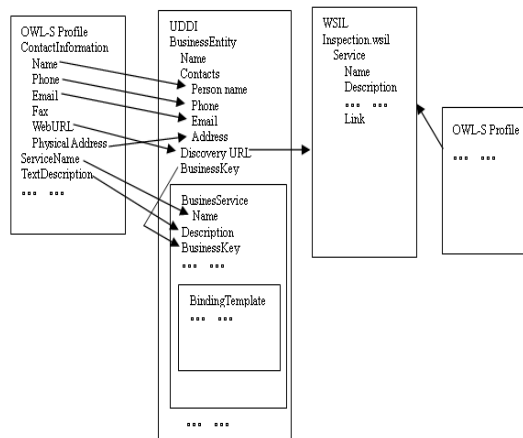 OWL-S Profile
ContactInformation
Name
Phone
Email
Fax
WebURL
Physical Address
ServiceName
TextDescription
UDDI
BusinessEntity
Name
Contacts
Person name
Phone
Email
Address
Discovery URL
BusinessKey
BusinesService
Name
Description
BusinessKey
BindingTemplate
WSIL
Inspection.wsil
Service
Name
Description
Link
OWL-S Profile